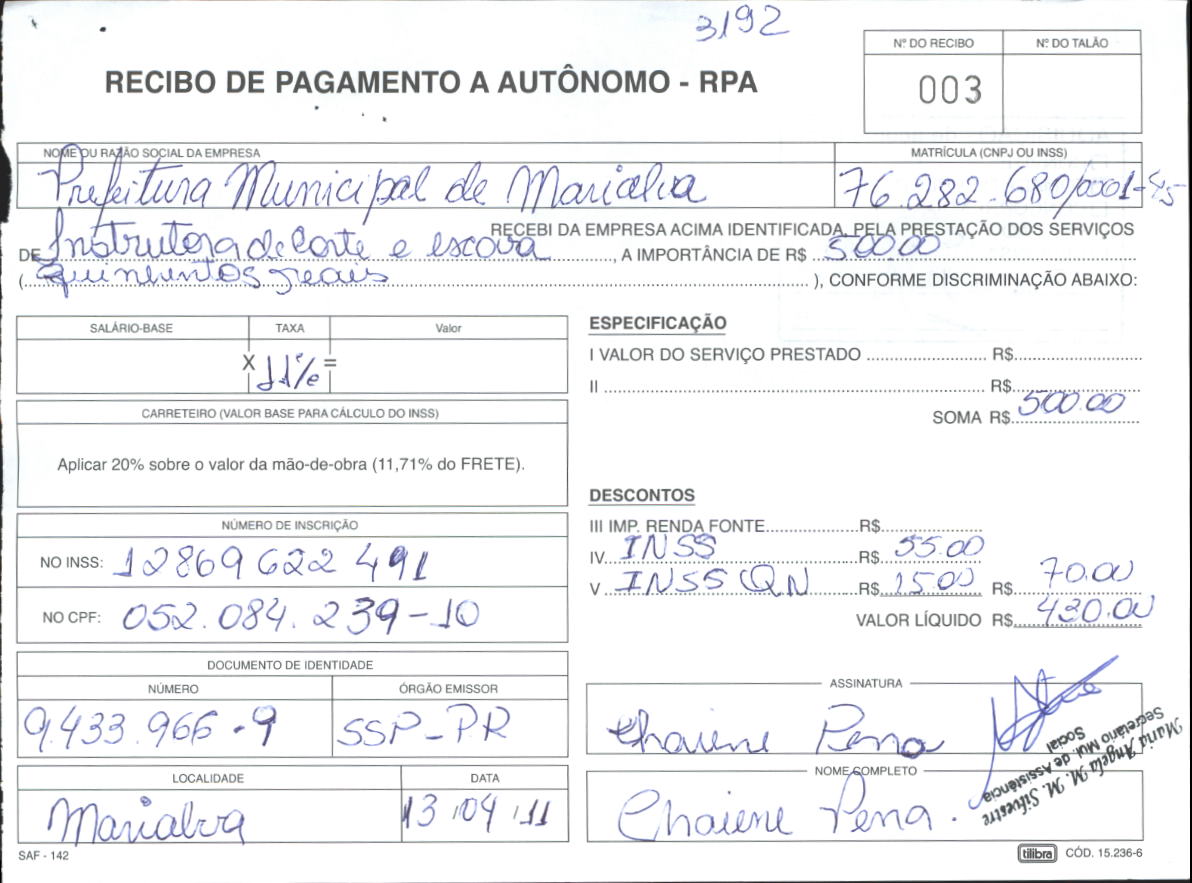 3192
RECIBO DE PAGAMENTO A AUTÔNOMO - RPA
Nº DO RECIBO
Nº DO TALÃO
003
NOME OU RAZÃO SOCIAL DA EMPRESA
MATRÍCULA (CNPJ OU INSS)
Prefeitura Municipal de Marialva
76.282.680/0001-45
RECEBI DA EMPRESA ACIMA IDENTIFICADA, PELA PRESTAÇÃO DOS SERVIÇOS
DE Instrutora de corte e escova, A IMPORTÂNCIA DE R$ 500.00
(quinhentos reais), CONFORME DISCRIMINAÇÃO ABAIXO:
SALÁRIO-BASE
TAXA
Valor
X 11% =
CARRETEIRO (VALOR BASE PARA CÁLCULO DO INSS)
Aplicar 20% sobre o valor da mão-de-obra (11,71% do FRETE).
NÚMERO DE INSCRIÇÃO
NO INSS: 12869622491
NO CPF: 052.084.239-10
DOCUMENTO DE IDENTIDADE
NÚMERO
ÓRGÃO EMISSOR
9.433.966-9
SSP-PR
LOCALIDADE
DATA
Marialva
13/04/11
SAF - 142
ESPECIFICAÇÃO
I VALOR DO SERVIÇO PRESTADO R$
II R$
SOMA R$ 500.00
DESCONTOS
III IMP. RENDA FONTE R$
IV. INSS R$ 55.00
V INSS QN R$ 15.00 R$ 70.00
VALOR LÍQUIDO R$ 430.00
ASSINATURA
Chaiene Pena
NOME COMPLETO
Chaiene Pena.
Maria Angela M. M. Silvestre
Secretário Mul. de Assistência
Social
tilibra CÓD. 15.236-6